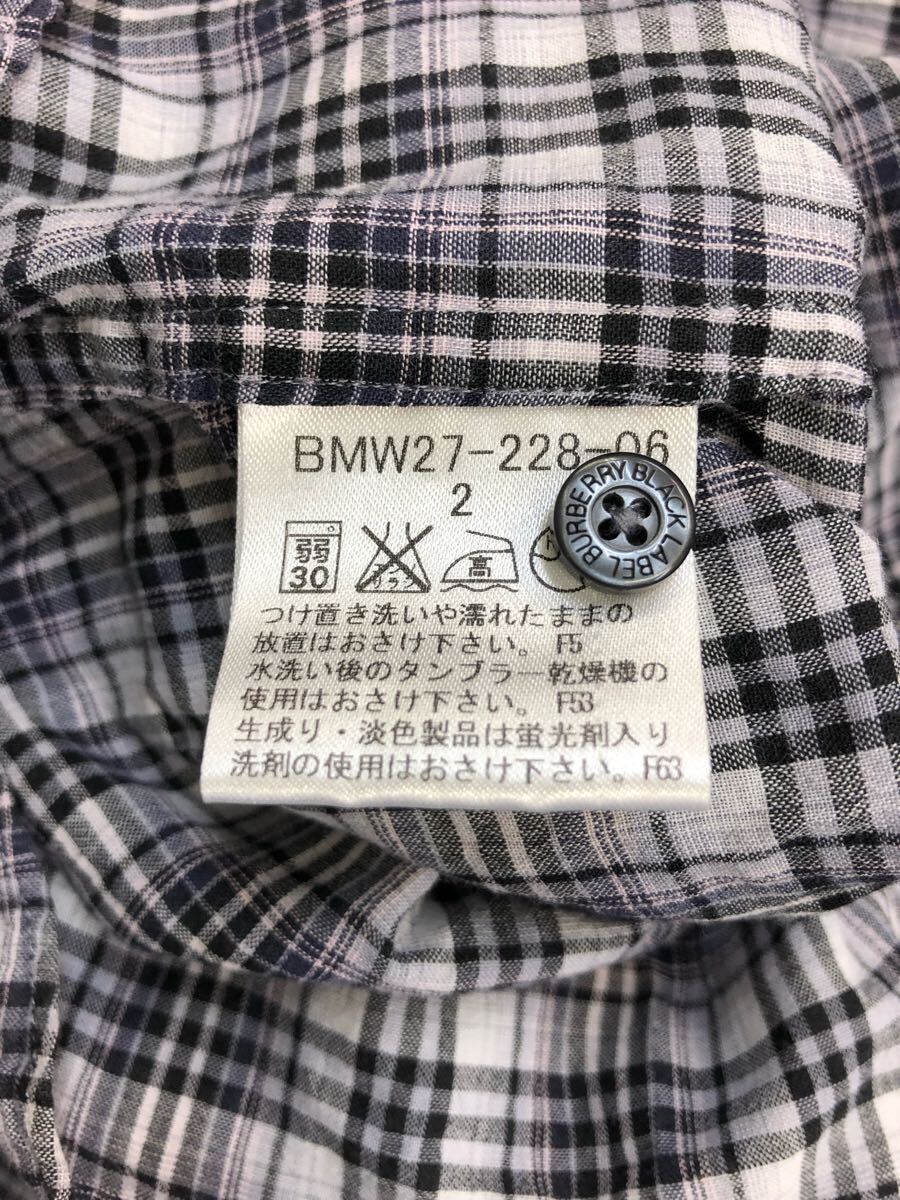 BMW27-228-06
2
弱
30
高
BURBERRY BLACK LABEL
つけ置き洗いや濡れたままの
放置はおさけ下さい。F5
水洗い後のタンブラー乾燥機の
使用はおさけ下さい。F53
生成り・淡色製品は蛍光剤入り
洗剤の使用はおさけ下さい。F63